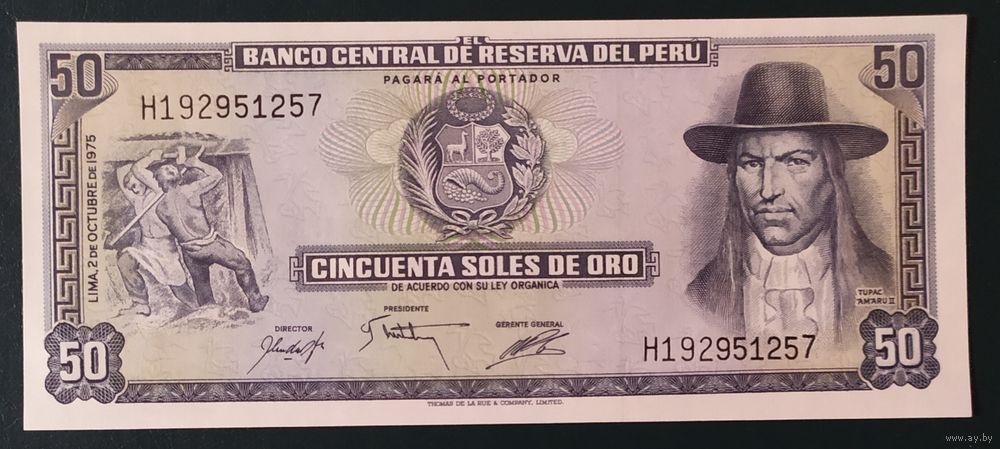 EL
BANCO CENTRAL DE RESERVA DEL PERÚ
PAGARÁ AL PORTADOR
50
50
H192951257
LIMA, 2 DE OCTUBRE DE 1975
CINCUENTA SOLES DE ORO
DE ACUERDO CON SU LEY ORGANICA
TUPAC
AMARU II
PRESIDENTE
DIRECTOR
GERENTE GENERAL
H192951257
50
50
THOMAS DE LA RUE & COMPANY, LIMITED.
www.ay.by